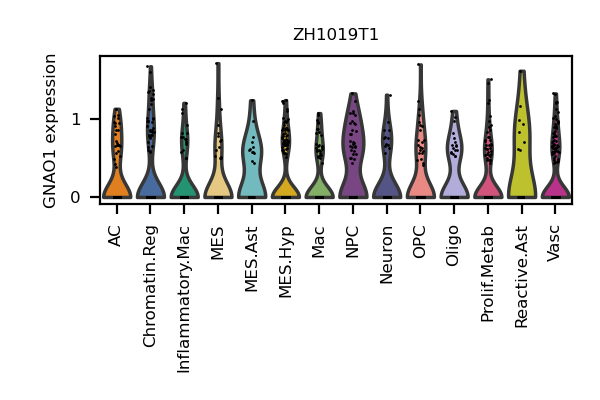 ZH1019T1
GNAO1 expression
1
0
AC
Chromatin.Reg
Inflammatory.Mac
MES
MES.Ast
MES.Hyp
Mac
NPC
Neuron
OPC
Oligo
Prolif.Metab
Reactive.Ast
Vasc